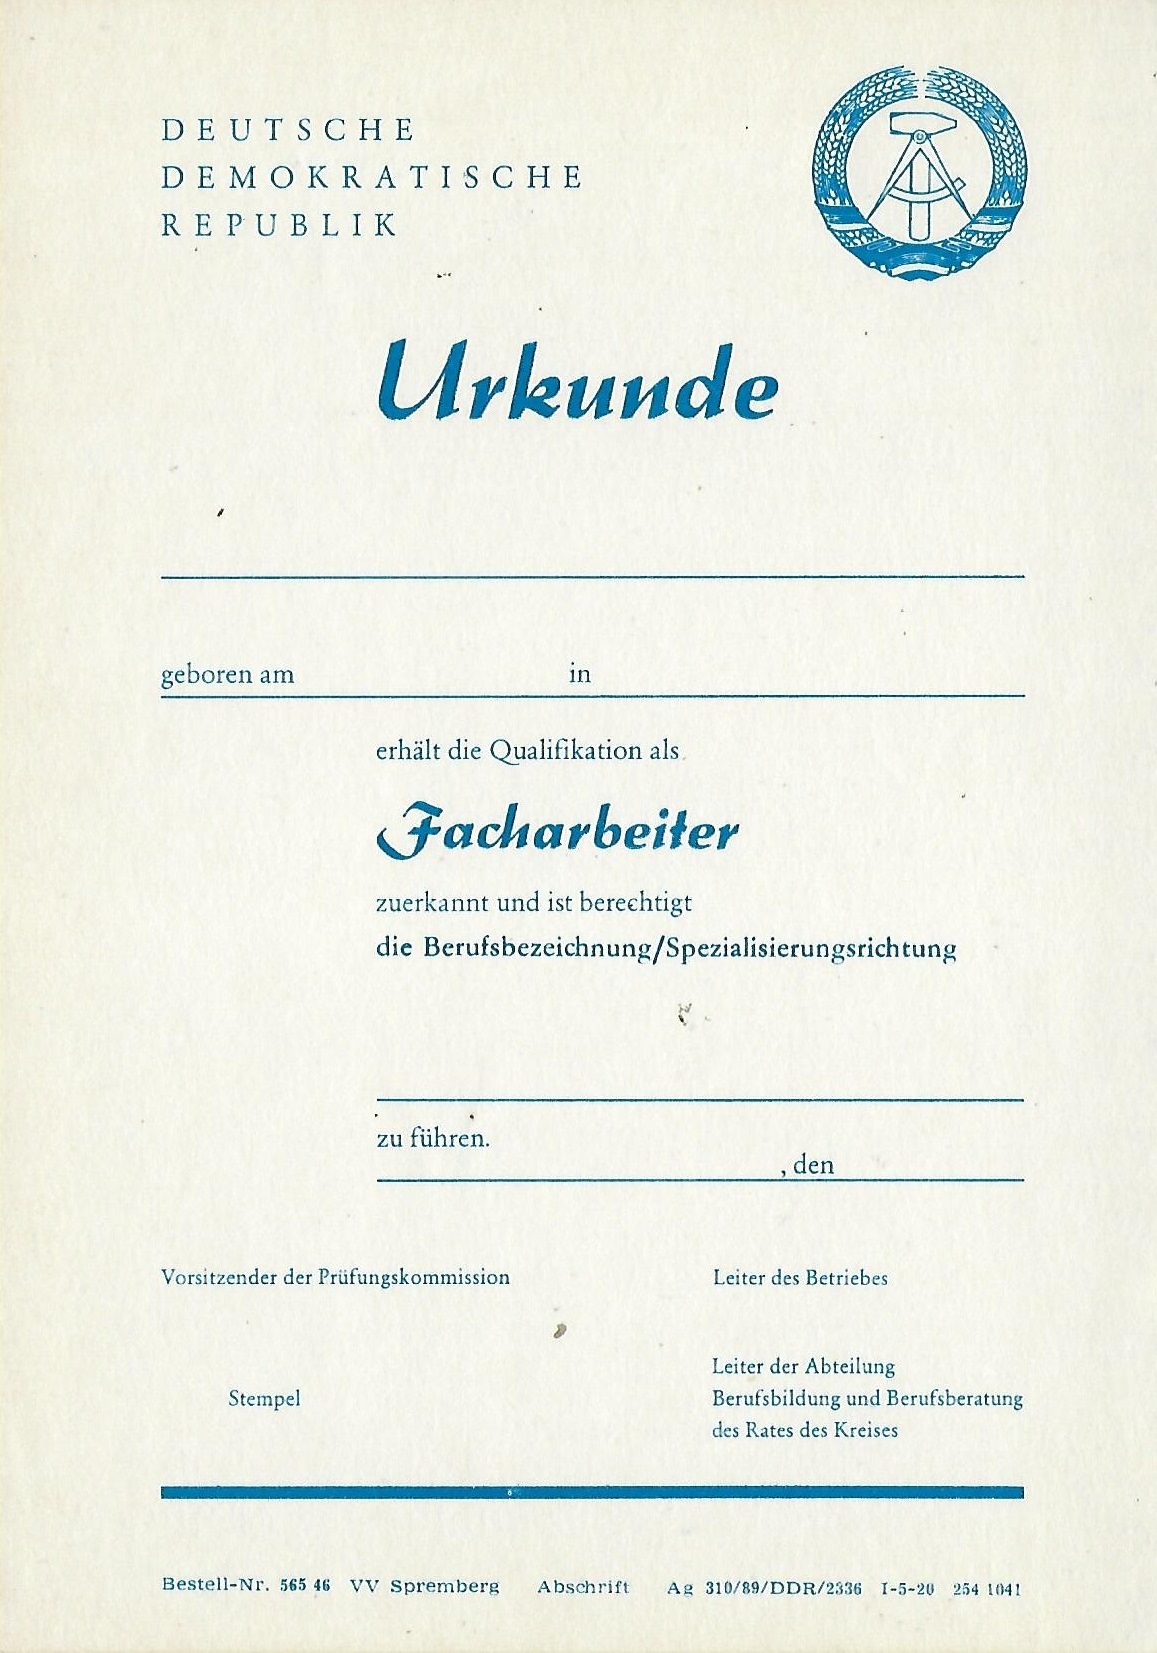 DEUTSCHE
DEMOKRATISCHE
REPUBLIK
Urkunde
geboren am in
erhält die Qualifikation als
Facharbeiter
zuerkannt und ist berechtigt
die Berufsbezeichnung/Spezialisierungsrichtung
zu führen.
, den
Vorsitzender der Prüfungskommission Leiter des Betriebes
Leiter der Abteilung
Stempel Berufsbildung und Berufsberatung
des Rates des Kreises
Bestell-Nr. 565 46 VV Spremberg Abschrift Ag 310/89/DDR/2336 I-5-20 254 1041